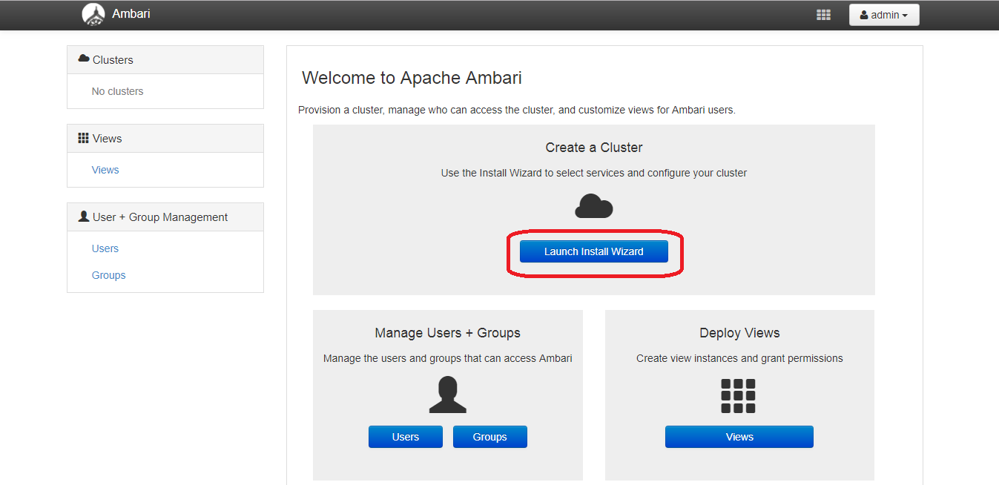 Ambari
admin
Clusters
No clusters
Views
Views
User + Group Management
Users
Groups
Welcome to Apache Ambari
Provision a cluster, manage who can access the cluster, and customize views for Ambari users.
Create a Cluster
Use the Install Wizard to select services and configure your cluster
Launch Install Wizard
Manage Users + Groups
Manage the users and groups that can access Ambari
Users
Groups
Deploy Views
Create view instances and grant permissions
Views